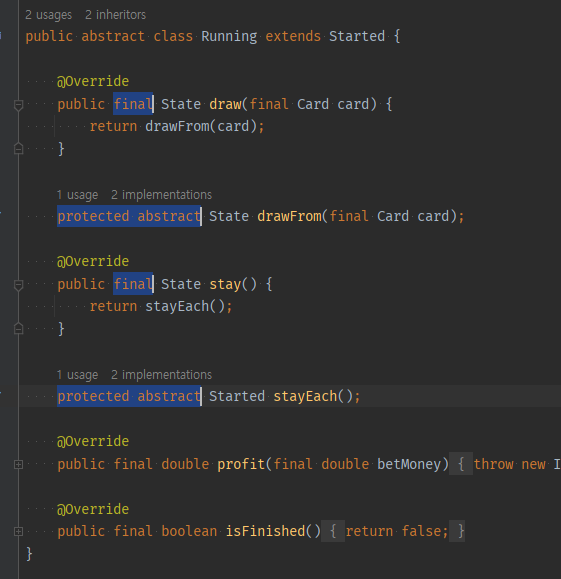 2 usages 2 inheritors
public abstract class Running extends Started {
@Override
public final State draw(final Card card) {
return drawFrom(card);
}
1 usage 2 implementations
protected abstract State drawFrom(final Card card);
@Override
public final State stay() {
return stayEach();
}
1 usage 2 implementations
protected abstract Started stayEach();
@Override
public final double profit(final double betMoney) { throw new I
@Override
public final boolean isFinished() { return false; }
}